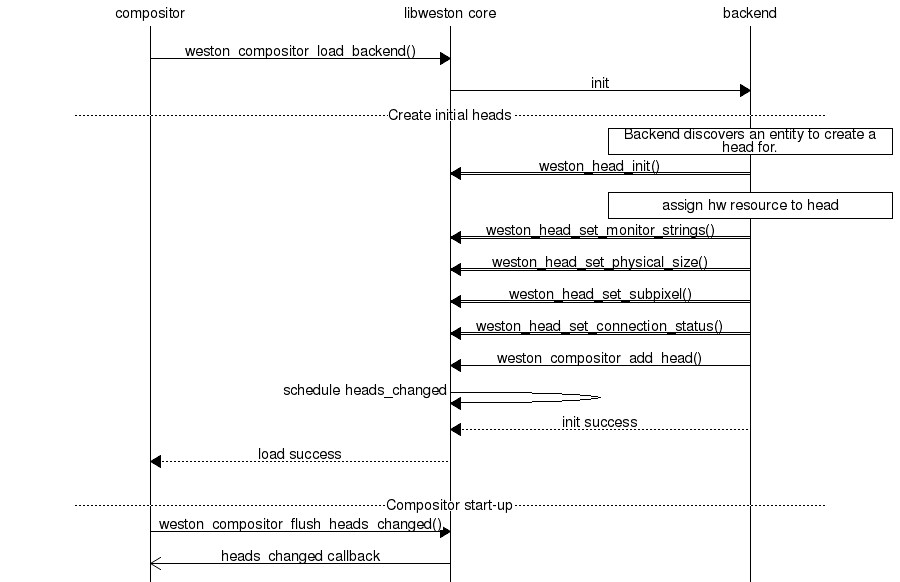 compositor libweston core backend
weston_compositor_load_backend()
init
Create initial heads
Backend discovers an entity to create a
head for.
weston_head_init()
assign hw resource to head
weston_head_set_monitor_strings()
weston_head_set_physical_size()
weston_head_set_subpixel()
weston_head_set_connection_status()
weston_compositor_add_head()
schedule heads_changed
init success
load success
Compositor start-up
weston_compositor_flush_heads_changed()
heads_changed callback